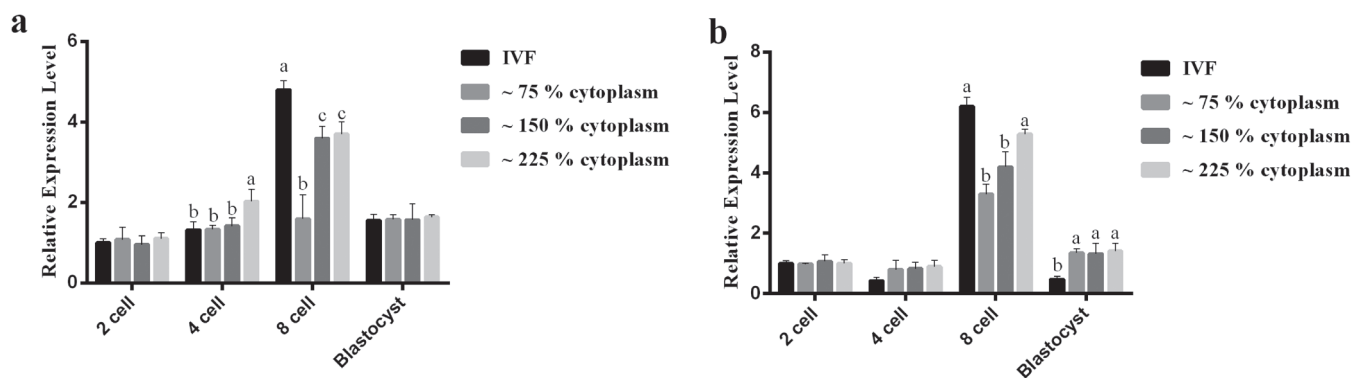 a
Relative Expression Level
6
4
2
0
a
b b b a
b c c
2 cell
4 cell
8 cell
Blastocyst
IVF
~ 75 % cytoplasm
~ 150 % cytoplasm
~ 225 % cytoplasm
b
Relative Expression Level
8
6
4
2
0
a
b b a
b a a a
2 cell
4 cell
8 cell
Blastocyst
IVF
~ 75 % cytoplasm
~ 150 % cytoplasm
~ 225 % cytoplasm